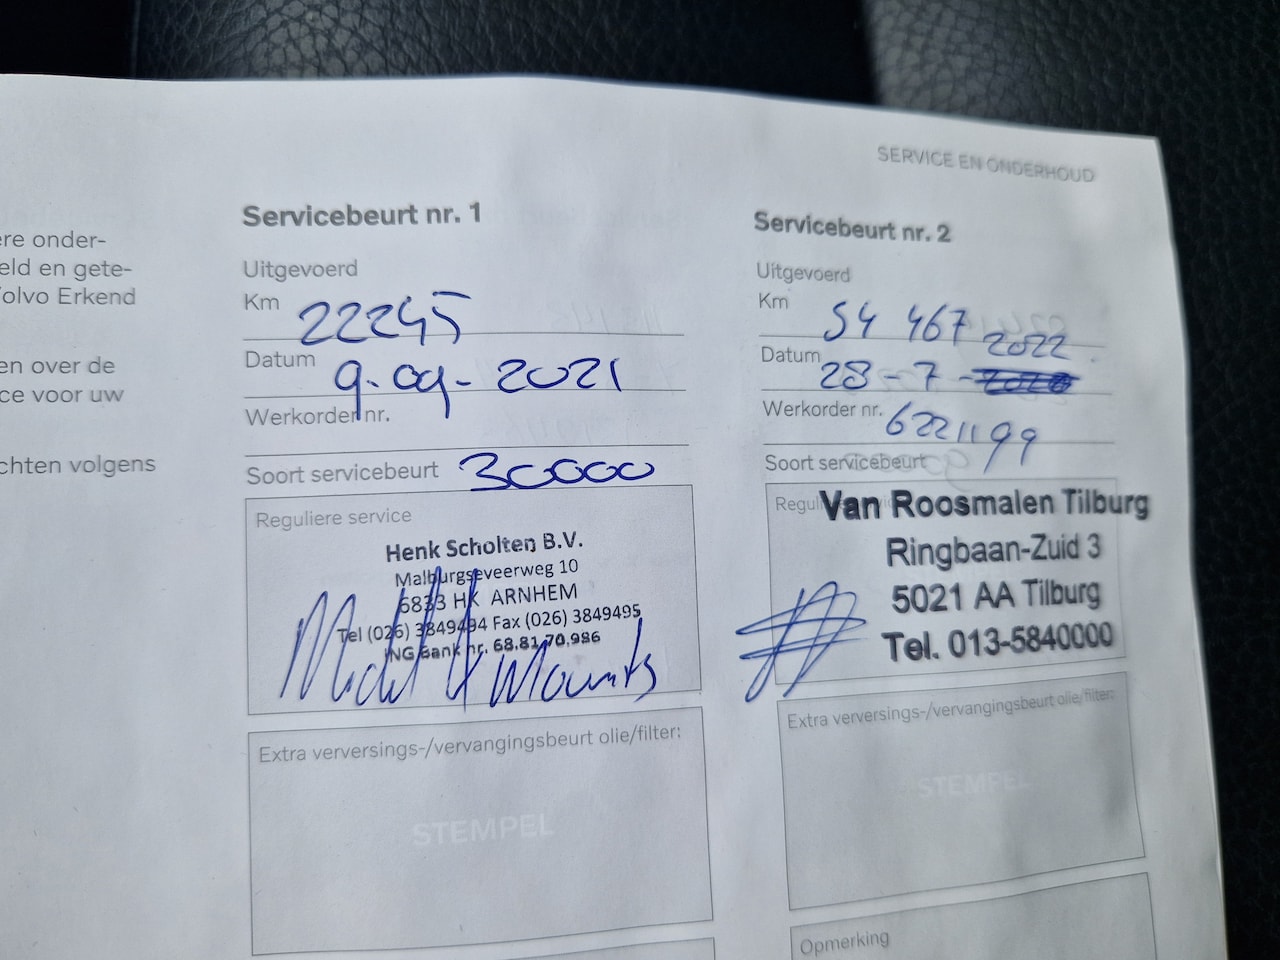 SERVICE EN ONDERHOUD
ere onder-
eld en gete-
Volvo Erkend
en over de
ce voor uw
chten volgens
Servicebeurt nr. 1
Uitgevoerd
Km 22245
Datum 9-09-2021
Werkorder nr.
Soort servicebeurt 30000
Reguliere service
Henk Scholten B.V.
Malburgseveerweg 10
6833 HK ARNHEM
Tel (026) 3849494 Fax (026) 3849495
ING Bank nr. 68.81.70.986
Extra verversings-/vervangingsbeurt olie/filter:
STEMPEL
Servicebeurt nr. 2
Uitgevoerd
Km 54 467
2022
Datum 28-7-
Werkorder nr. 6221199
Soort servicebeurt
Van Roosmalen Tilburg
Ringbaan-Zuid 3
5021 AA Tilburg
Tel. 013-5840000
Extra verversings-/vervangingsbeurt olie/filter:
STEMPEL
Opmerking